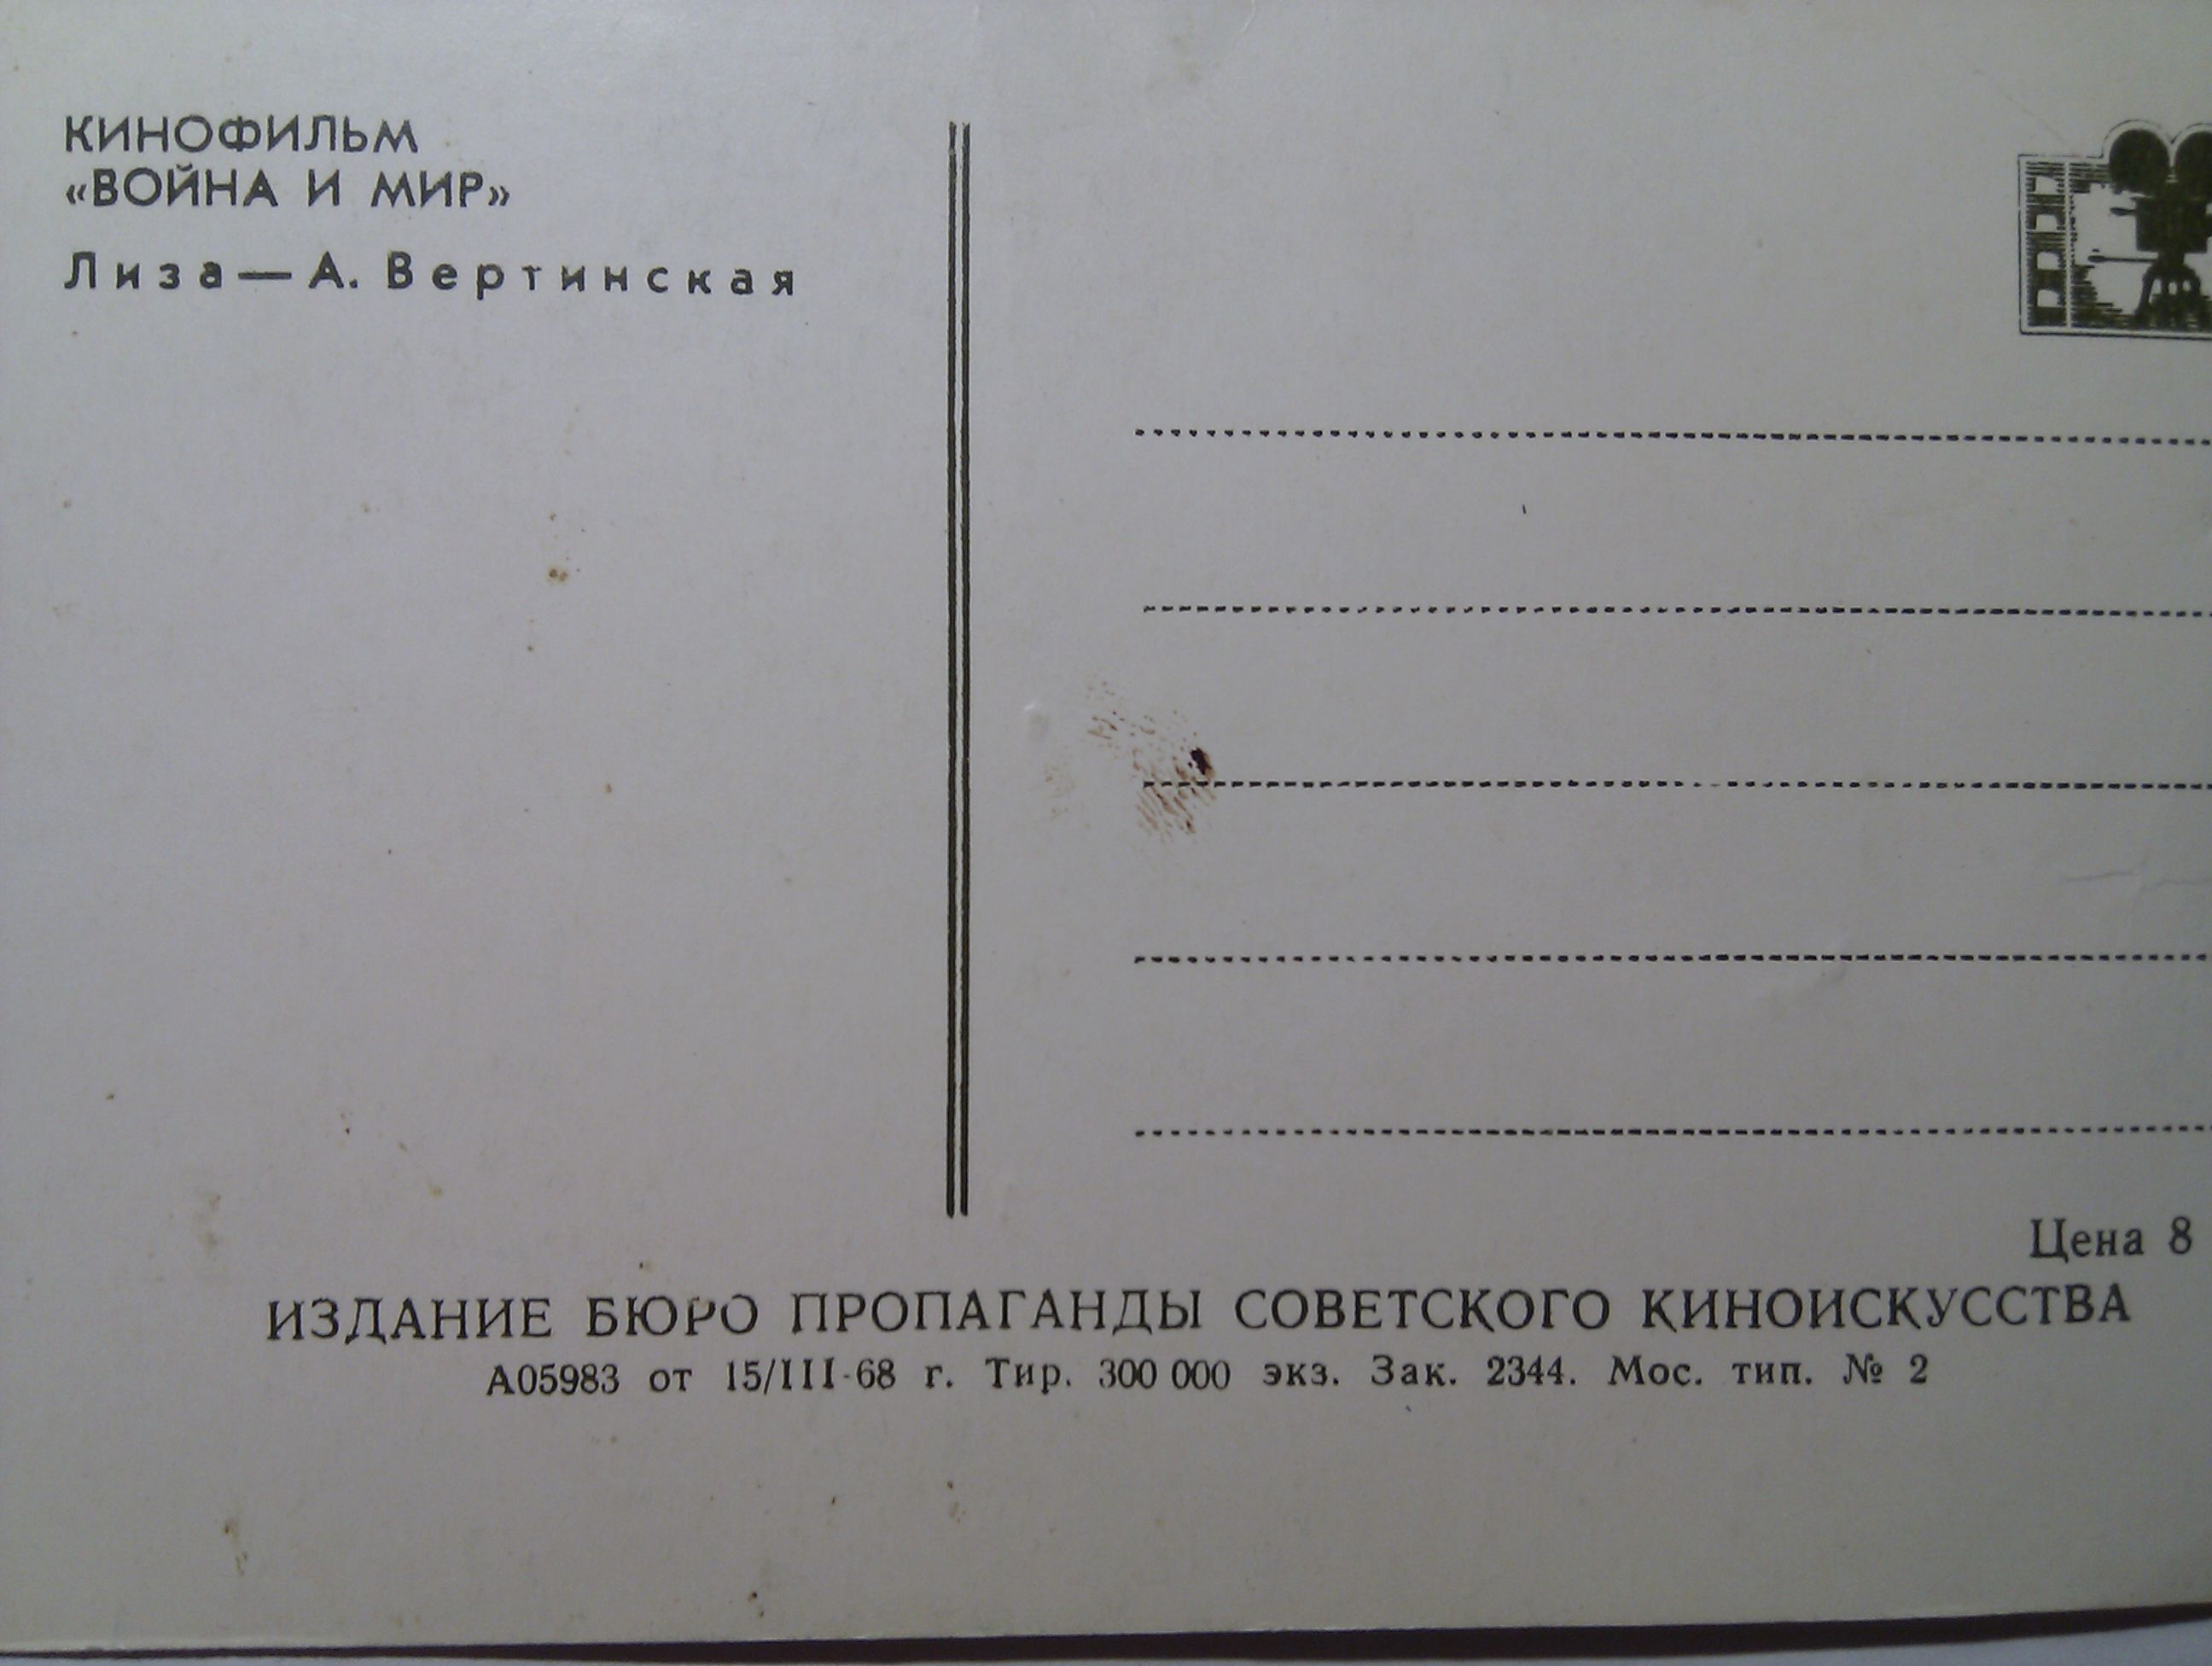 КИНОФИЛЬМ
«ВОЙНА И МИР»
Лиза — А. Вертинская
Цена 8
ИЗДАНИЕ БЮРО ПРОПАГАНДЫ СОВЕТСКОГО КИНОИСКУССТВА
А05983 от 15/III-68 г. Тир. 300 000 экз. Зак. 2344. Мос. тип. № 2